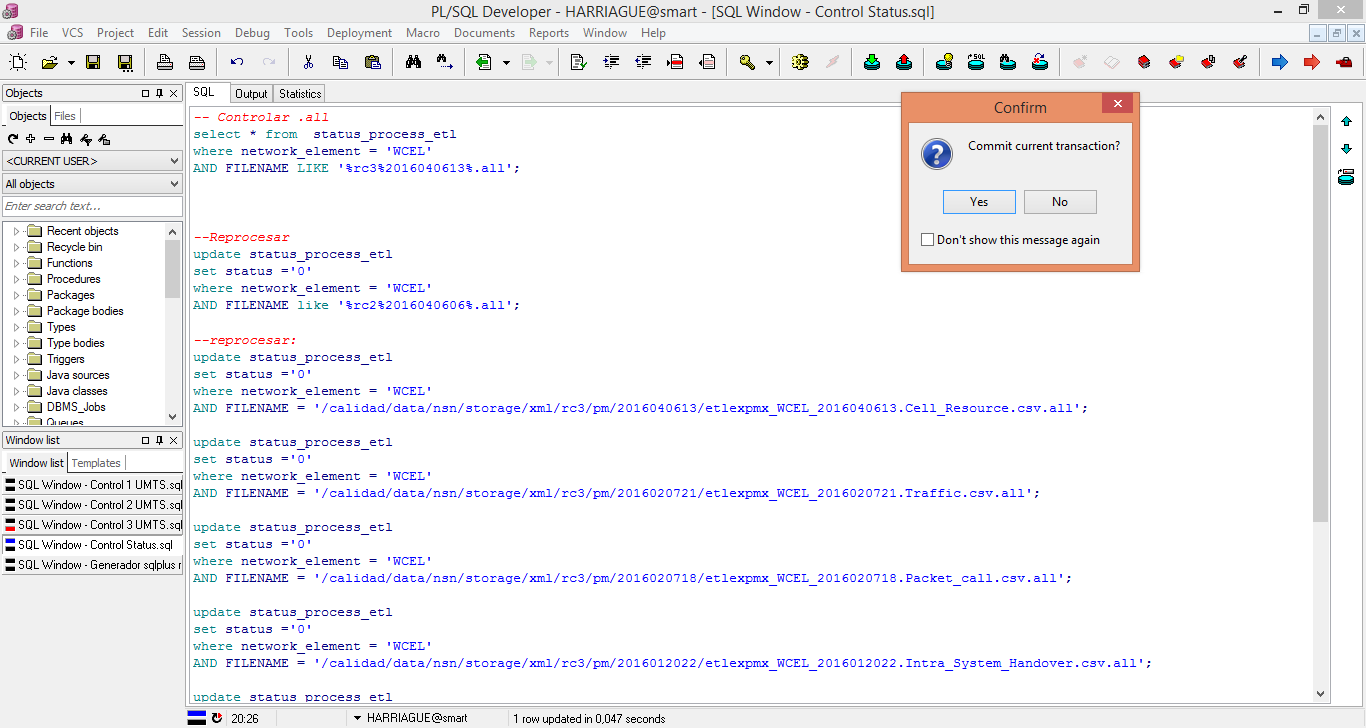 PL/SQL Developer - HARRIAGUE@smart - [SQL Window - Control Status.sql]
File VCS Project Edit Session Debug Tools Deployment Macro Documents Reports Window Help
Objects
Objects Files
<CURRENT USER>
All objects
Enter search text...
Recent objects
Recycle bin
Functions
Procedures
Packages
Package bodies
Types
Type bodies
Triggers
Java sources
Java classes
DBMS_Jobs
Queues
Window list
Window list Templates
SQL Window - Control 1 UMTS.sql
SQL Window - Control 2 UMTS.sql
SQL Window - Control 3 UMTS.sql
SQL Window - Control Status.sql
SQL Window - Generador sqlplus r
SQL Output Statistics
-- Controlar .all
select * from  status_process_etl
where network_element = 'WCEL'
AND FILENAME LIKE '%rc3%2016040613%.all';
--Reprocesar
update status_process_etl
set status ='0'
where network_element = 'WCEL'
AND FILENAME like '%rc2%2016040606%.all';
--reprocesar:
update status_process_etl
set status ='0'
where network_element = 'WCEL'
AND FILENAME = '/calidad/data/nsn/storage/xml/rc3/pm/2016040613/etlexpmx_WCEL_2016040613.Cell_Resource.csv.all';
update status_process_etl
set status ='0'
where network_element = 'WCEL'
AND FILENAME = '/calidad/data/nsn/storage/xml/rc3/pm/2016020721/etlexpmx_WCEL_2016020721.Traffic.csv.all';
update status_process_etl
set status ='0'
where network_element = 'WCEL'
AND FILENAME = '/calidad/data/nsn/storage/xml/rc3/pm/2016020718/etlexpmx_WCEL_2016020718.Packet_call.csv.all';
update status_process_etl
set status ='0'
where network_element = 'WCEL'
AND FILENAME = '/calidad/data/nsn/storage/xml/rc3/pm/2016012022/etlexpmx_WCEL_2016012022.Intra_System_Handover.csv.all';
update status_process_etl
Confirm
Commit current transaction?
Yes No
Don't show this message again
20:26 HARRIAGUE@smart 1 row updated in 0,047 seconds